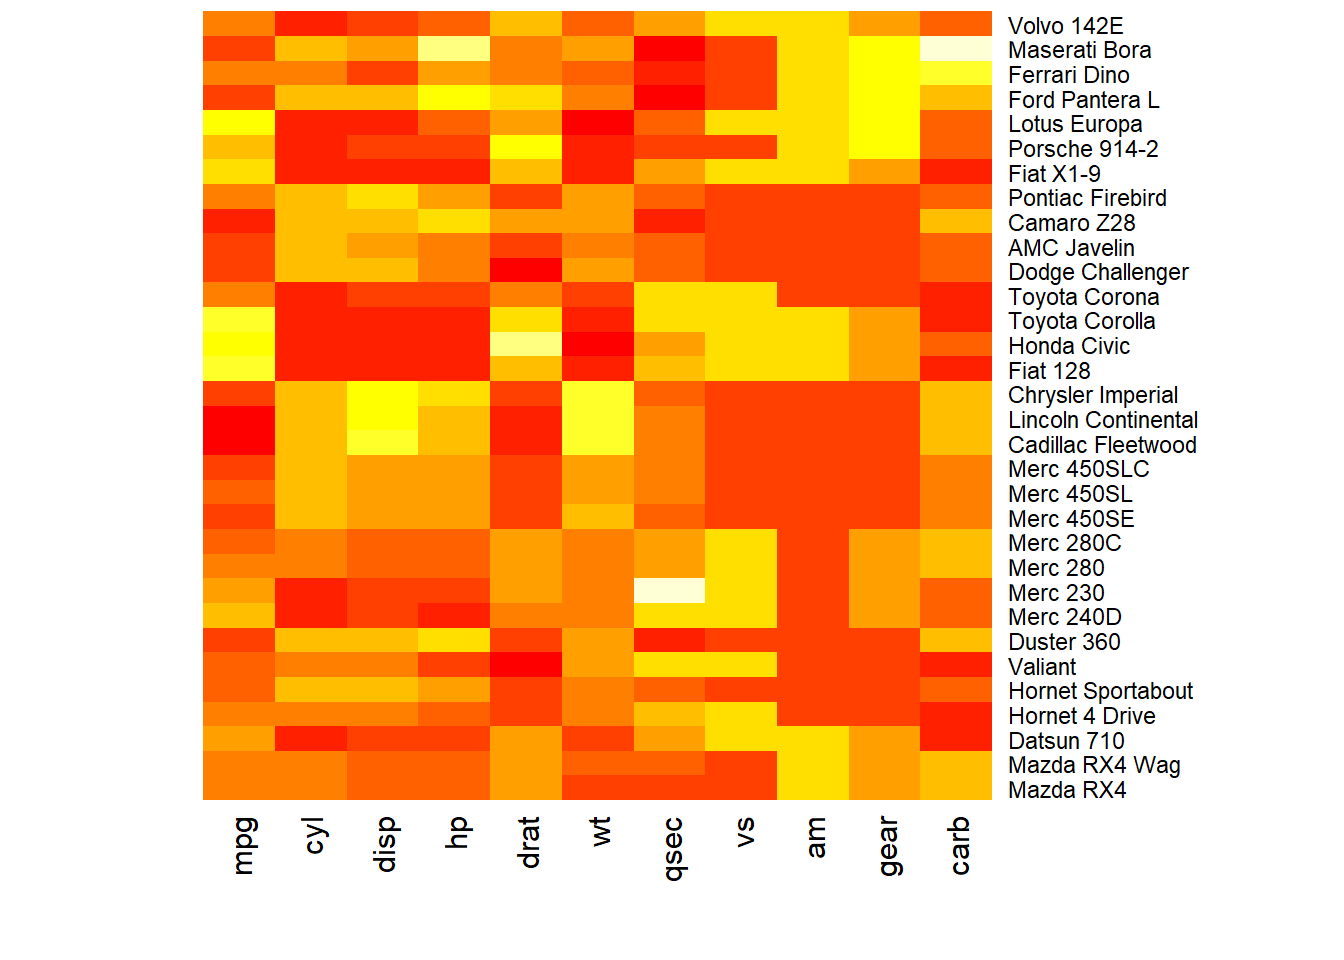 Volvo 142E
Maserati Bora
Ferrari Dino
Ford Pantera L
Lotus Europa
Porsche 914-2
Fiat X1-9
Pontiac Firebird
Camaro Z28
AMC Javelin
Dodge Challenger
Toyota Corona
Toyota Corolla
Honda Civic
Fiat 128
Chrysler Imperial
Lincoln Continental
Cadillac Fleetwood
Merc 450SLC
Merc 450SL
Merc 450SE
Merc 280C
Merc 280
Merc 230
Merc 240D
Duster 360
Valiant
Hornet Sportabout
Hornet 4 Drive
Datsun 710
Mazda RX4 Wag
Mazda RX4
mpg
cyl
disp
hp
drat
wt
qsec
vs
am
gear
carb